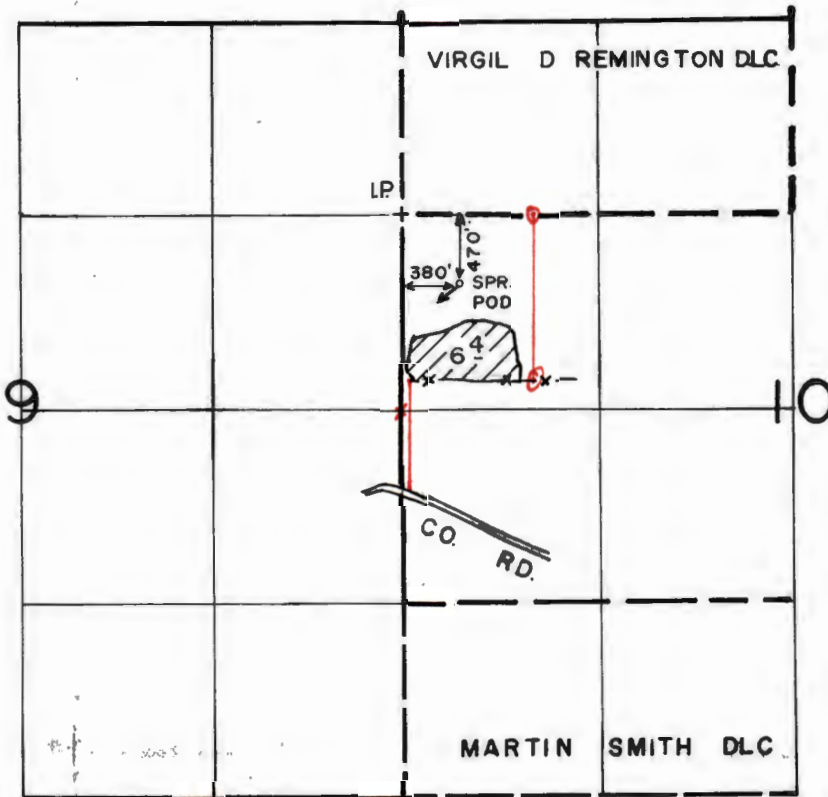 VIRGIL D REMINGTON DLC
I.P.
470'
380'
SPR.
POD
6 4
9
10
CO. RD.
MARTIN SMITH DLC